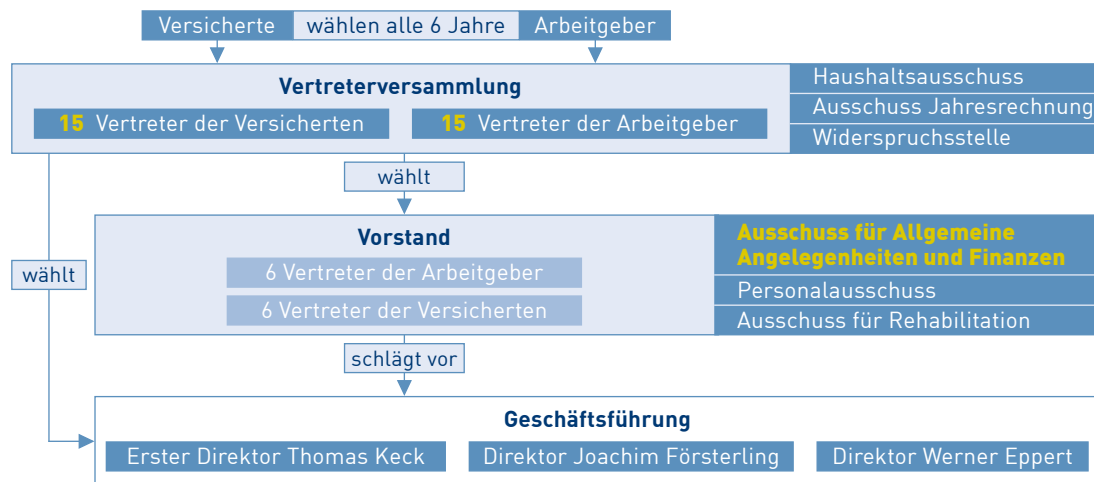 Versicherte wählen alle 6 Jahre Arbeitgeber
Vertreterversammlung
15 Vertreter der Versicherten
15 Vertreter der Arbeitgeber
Haushaltsausschuss
Ausschuss Jahresrechnung
Widerspruchsstelle
wählt
Vorstand
6 Vertreter der Arbeitgeber
6 Vertreter der Versicherten
Ausschuss für Allgemeine
Angelegenheiten und Finanzen
Personalausschuss
Ausschuss für Rehabilitation
wählt
schlägt vor
Geschäftsführung
Erster Direktor Thomas Keck
Direktor Joachim Försterling
Direktor Werner Eppert